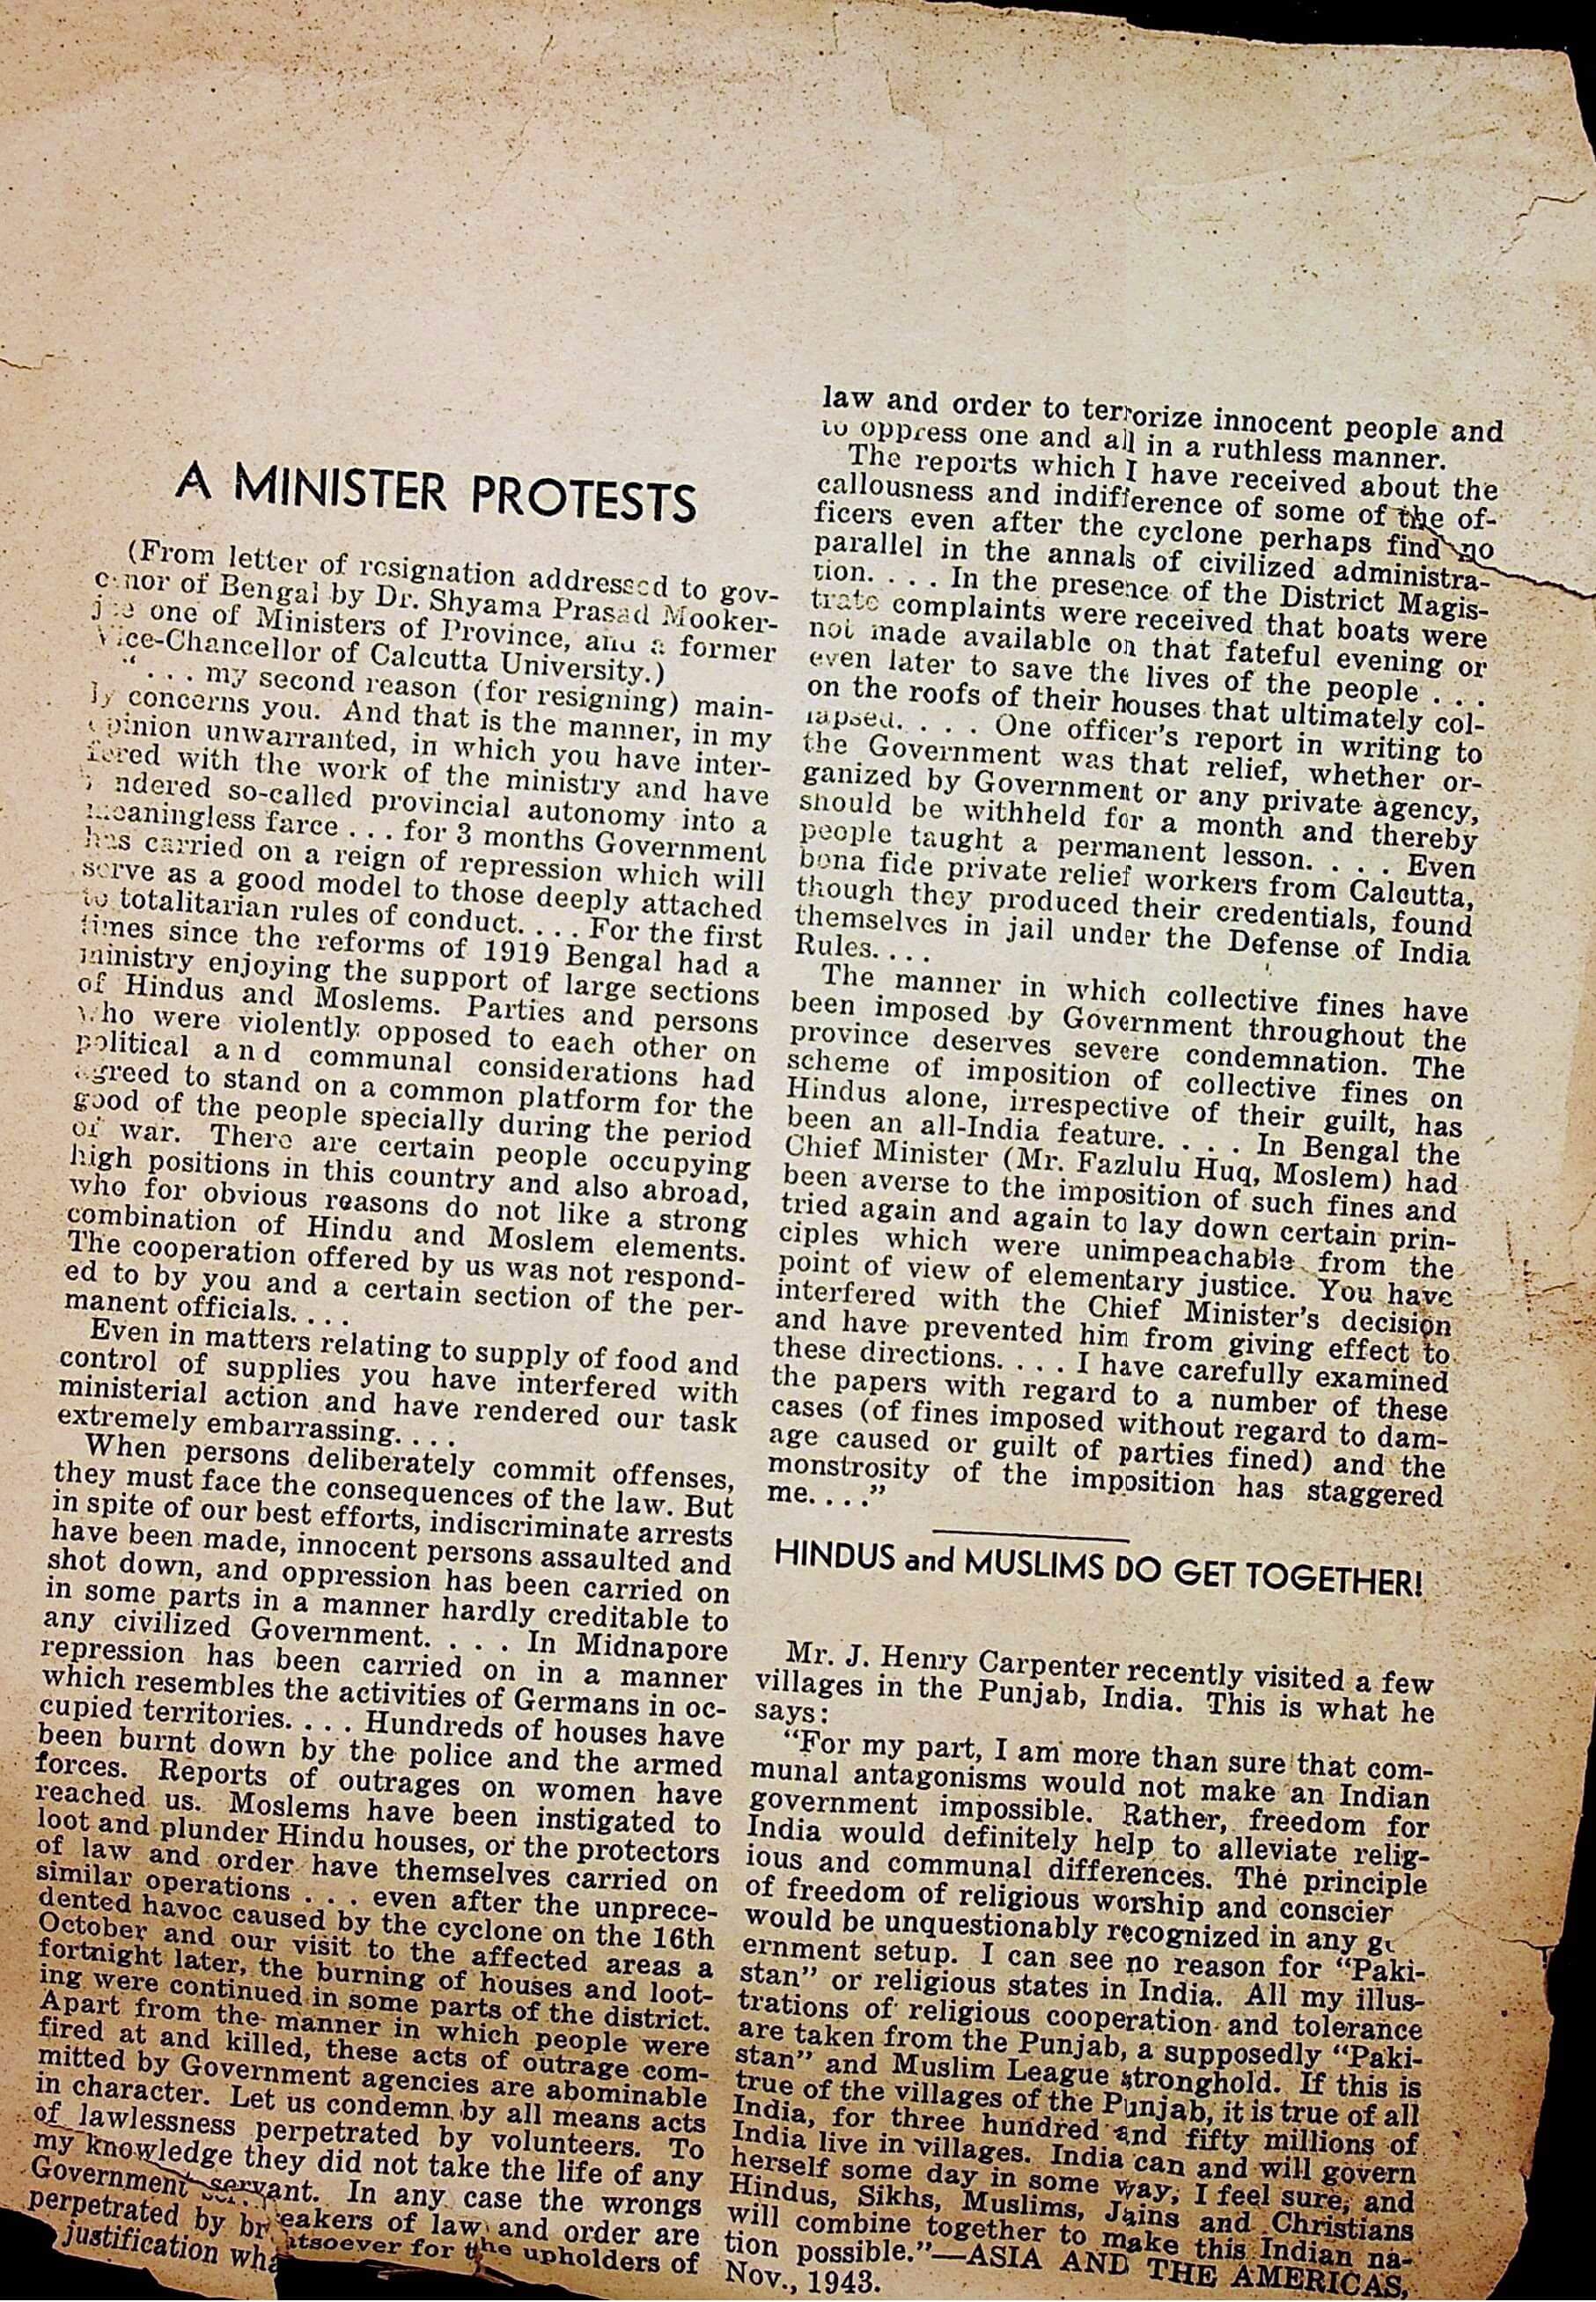 A MINISTER PROTESTS
(From letter of resignation addressed to gov-
ernor of Bengal by Dr. Shyama Prasad Mooker-
jee one of Ministers of Province, and a former
Vice-Chancellor of Calcutta University.)
“. . . my second reason (for resigning) main-
ly concerns you. And that is the manner, in my
opinion unwarranted, in which you have inter-
fered with the work of the ministry and have
rendered so-called provincial autonomy into a
meaningless farce . . . for 3 months Government
has carried on a reign of repression which will
serve as a good model to those deeply attached
to totalitarian rules of conduct. . . . For the first
times since the reforms of 1919 Bengal had a
ministry enjoying the support of large sections
of Hindus and Moslems. Parties and persons
who were violently opposed to each other on
political and communal considerations had
agreed to stand on a common platform for the
good of the people specially during the period
of war. There are certain people occupying
high positions in this country and also abroad,
who for obvious reasons do not like a strong
combination of Hindu and Moslem elements.
The cooperation offered by us was not respond-
ed to by you and a certain section of the per-
manent officials. . . .
Even in matters relating to supply of food and
control of supplies you have interfered with
ministerial action and have rendered our task
extremely embarrassing. . . .
When persons deliberately commit offenses,
they must face the consequences of the law. But
in spite of our best efforts, indiscriminate arrests
have been made, innocent persons assaulted and
shot down, and oppression has been carried on
in some parts in a manner hardly creditable to
any civilized Government. . . . In Midnapore
repression has been carried on in a manner
which resembles the activities of Germans in oc-
cupied territories. . . . Hundreds of houses have
been burnt down by the police and the armed
forces. Reports of outrages on women have
reached us. Moslems have been instigated to
loot and plunder Hindu houses, or the protectors
of law and order have themselves carried on
similar operations . . . even after the unprece-
dented havoc caused by the cyclone on the 16th
October and our visit to the affected areas a
fortnight later, the burning of houses and loot-
ing were continued in some parts of the district.
Apart from the manner in which people were
fired at and killed, these acts of outrage com-
mitted by Government agencies are abominable
in character. Let us condemn by all means acts
of lawlessness perpetrated by volunteers. To
my knowledge they did not take the life of any
Government servant. In any case the wrongs
perpetrated by breakers of law and order are
justification whatsoever for the upholders of
law and order to terrorize innocent people and
to oppress one and all in a ruthless manner.
The reports which I have received about the
callousness and indifference of some of the of-
ficers even after the cyclone perhaps find no
parallel in the annals of civilized administra-
tion. . . . In the presence of the District Magis-
trate complaints were received that boats were
not made available on that fateful evening or
even later to save the lives of the people . . .
on the roofs of their houses that ultimately col-
lapsed. . . . One officer's report in writing to
the Government was that relief, whether or-
ganized by Government or any private agency,
should be withheld for a month and thereby
people taught a permanent lesson. . . . Even
bona fide private relief workers from Calcutta,
though they produced their credentials, found
themselves in jail under the Defense of India
Rules. . . .
The manner in which collective fines have
been imposed by Government throughout the
province deserves severe condemnation. The
scheme of imposition of collective fines on
Hindus alone, irrespective of their guilt, has
been an all-India feature. . . . In Bengal the
Chief Minister (Mr. Fazlulu Huq, Moslem) had
been averse to the imposition of such fines and
tried again and again to lay down certain prin-
ciples which were unimpeachable from the
point of view of elementary justice. You have
interfered with the Chief Minister's decision
and have prevented him from giving effect to
these directions. . . . I have carefully examined
the papers with regard to a number of these
cases (of fines imposed without regard to dam-
age caused or guilt of parties fined) and the
monstrosity of the imposition has staggered
me. . . .”
HINDUS and MUSLIMS DO GET TOGETHER!
Mr. J. Henry Carpenter recently visited a few
villages in the Punjab, India. This is what he
says:
“For my part, I am more than sure that com-
munal antagonisms would not make an Indian
government impossible. Rather, freedom for
India would definitely help to alleviate relig-
ious and communal differences. The principle
of freedom of religious worship and conscien
would be unquestionably recognized in any g
ernment setup. I can see no reason for “Paki-
stan” or religious states in India. All my illus-
trations of religious cooperation and tolerance
are taken from the Punjab, a supposedly “Paki-
stan” and Muslim League stronghold. If this is
true of the villages of the Punjab, it is true of all
India, for three hundred and fifty millions of
India live in villages. India can and will govern
herself some day in some way, I feel sure, and
Hindus, Sikhs, Muslims, Jains and Christians
will combine together to make this Indian na-
tion possible.”—ASIA AND THE AMERICAS,
Nov., 1943.